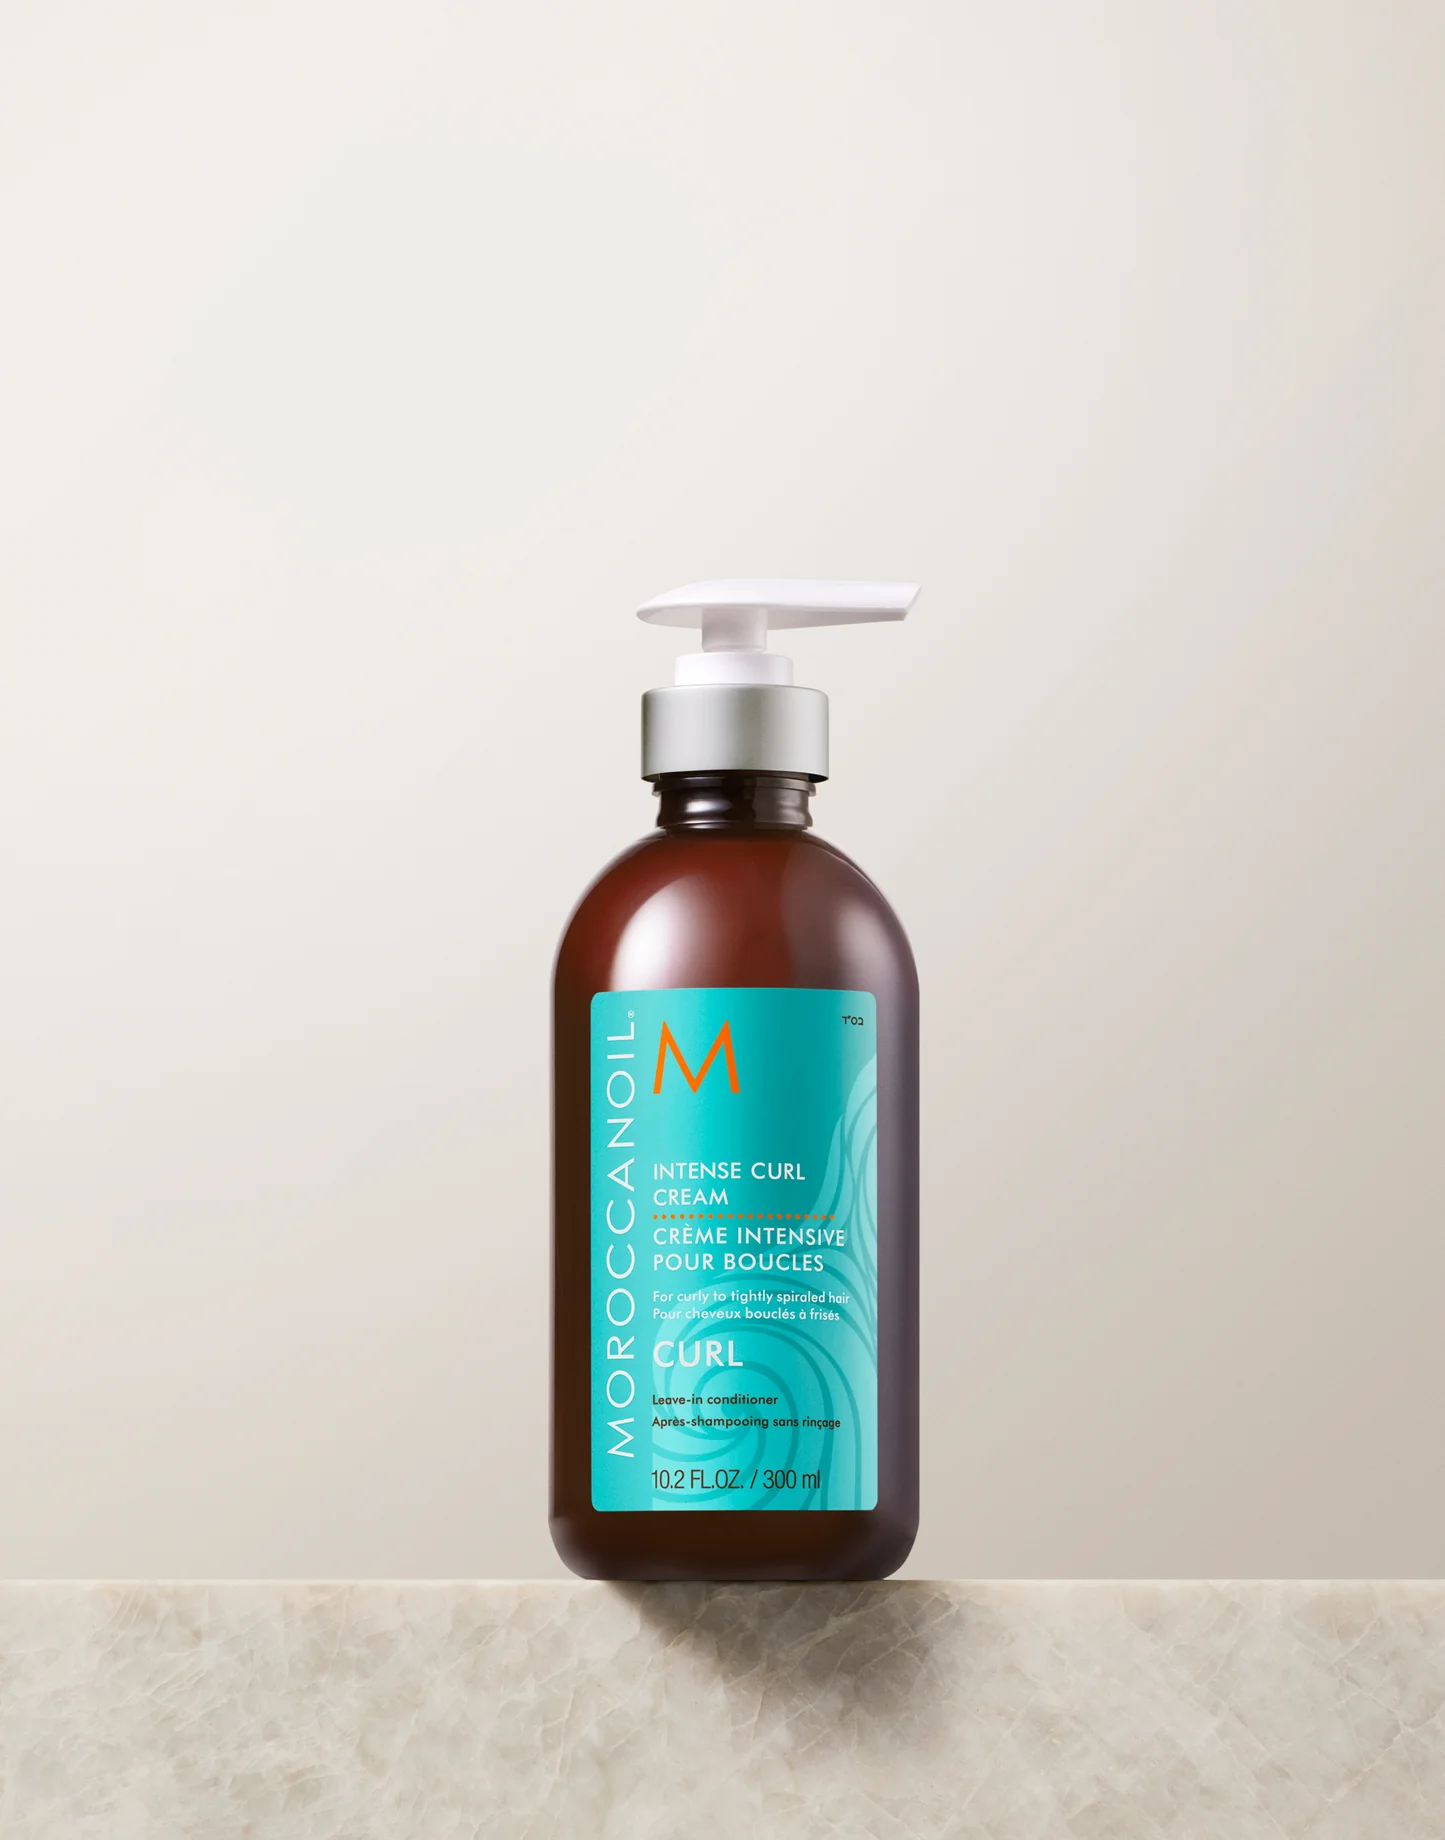 MOROCCANOIL®
M
בס"ד
INTENSE CURL
CREAM
CRÈME INTENSIVE
POUR BOUCLES
For curly to tightly spiraled hair
Pour cheveux bouclés à frisés
CURL
Leave-in conditioner
Après-shampooing sans rinçage
10.2 FL.OZ. / 300 ml